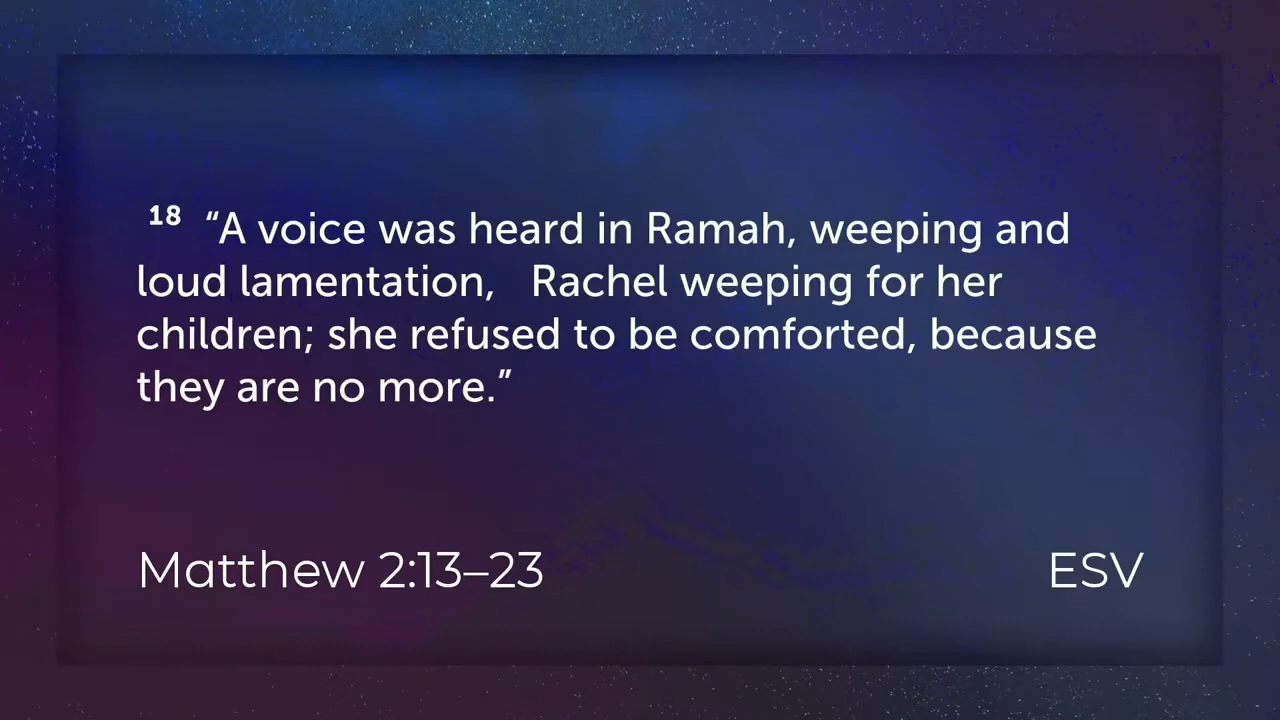 18 “A voice was heard in Ramah, weeping and
loud lamentation, Rachel weeping for her
children; she refused to be comforted, because
they are no more.”
Matthew 2:13–23 ESV